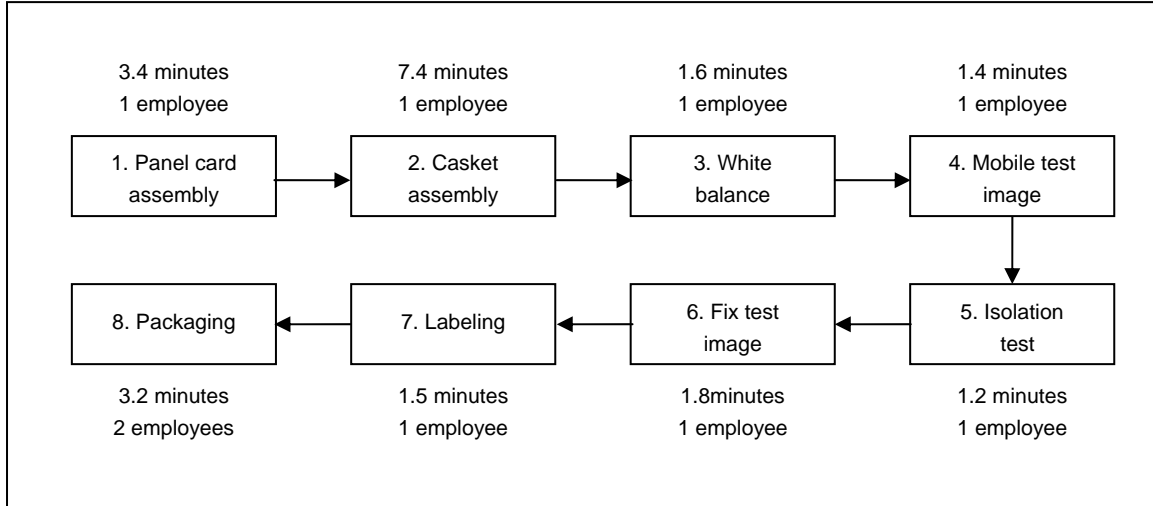 3.4 minutes
1 employee
7.4 minutes
1 employee
1.6 minutes
1 employee
1.4 minutes
1 employee
1. Panel card
assembly
2. Casket
assembly
3. White
balance
4. Mobile test
image
8. Packaging
7. Labeling
6. Fix test
image
5. Isolation
test
3.2 minutes
2 employees
1.5 minutes
1 employee
1.8minutes
1 employee
1.2 minutes
1 employee